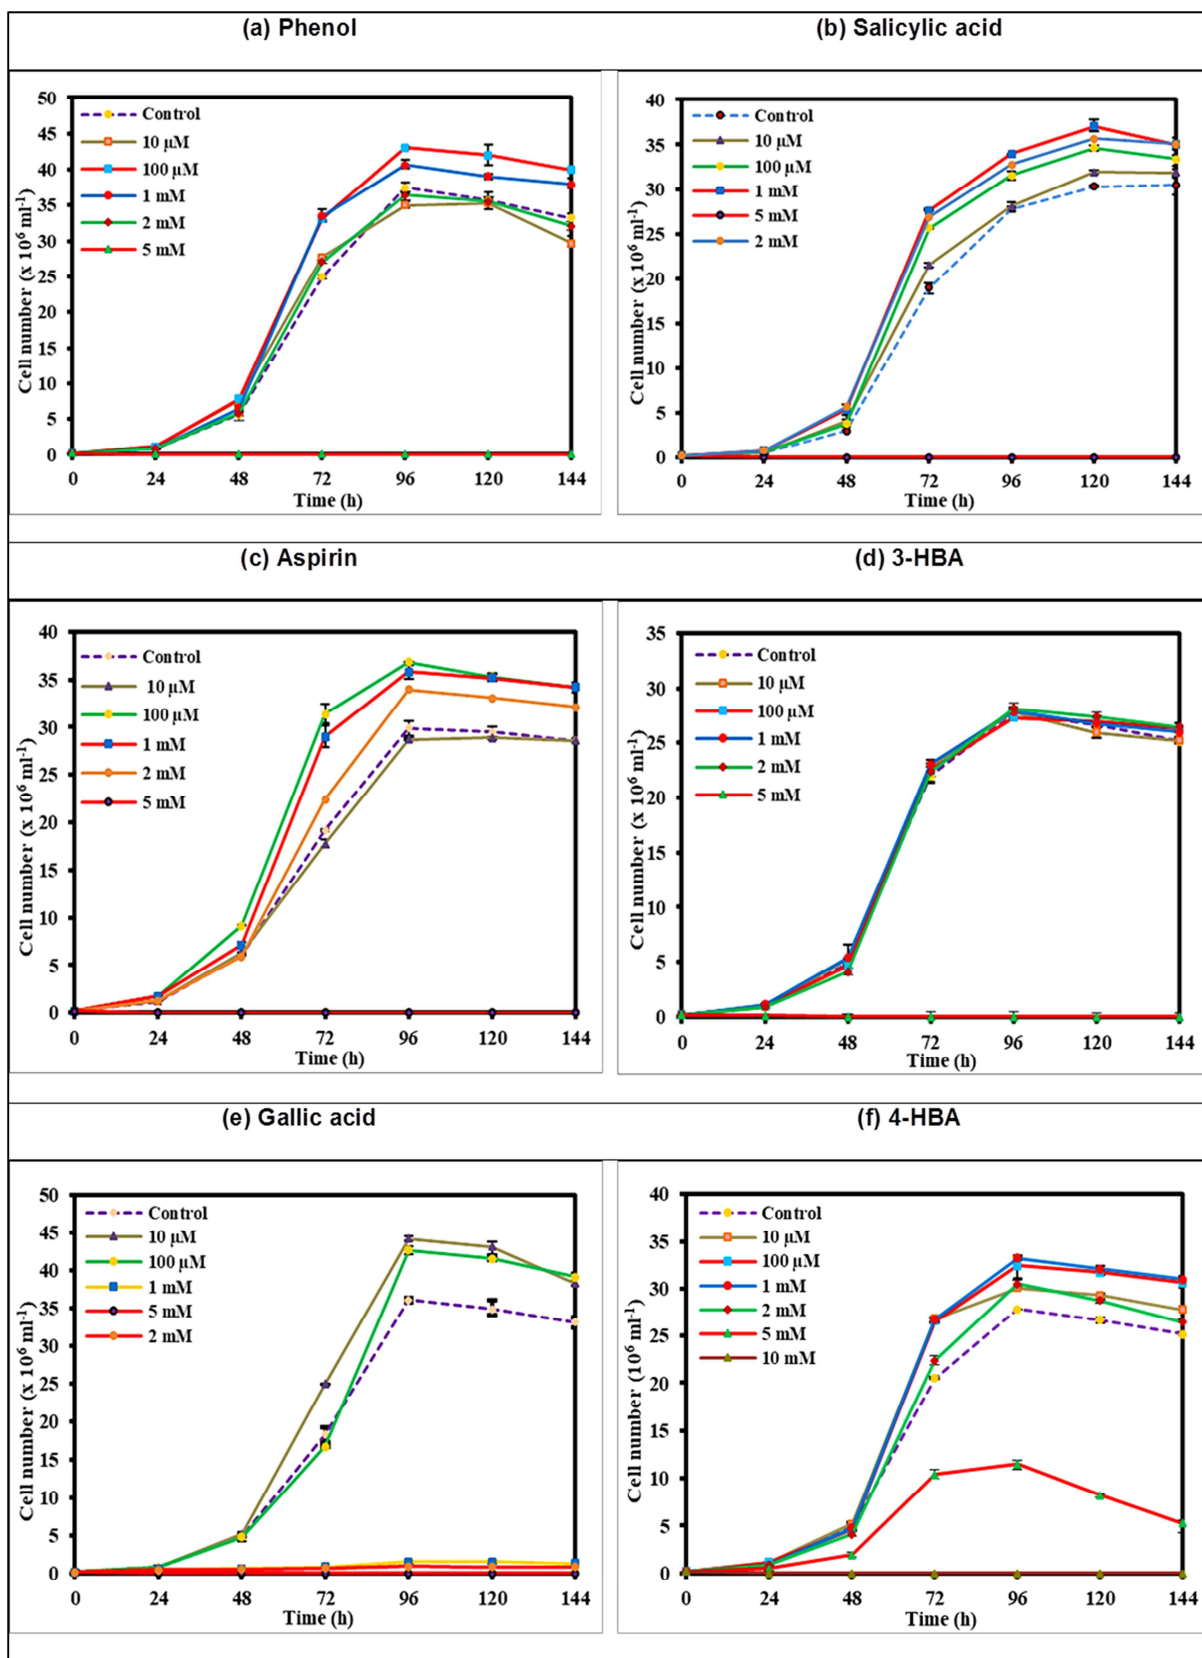 (a) Phenol
(b) Salicylic acid
50
45
40
35
30
25
20
15
10
5
0
Cell number (x 10⁶ ml⁻¹)
Control
10 µM
100 µM
1 mM
2 mM
5 mM
0 24 48 72 96 120 144
Time (h)
40
35
30
25
20
15
10
5
0
Cell number (x 10⁶ ml⁻¹)
Control
10 µM
100 µM
1 mM
5 mM
2 mM
0 24 48 72 96 120 144
Time (h)
(c) Aspirin
(d) 3-HBA
40
35
30
25
20
15
10
5
0
Cell number (x 10⁶ ml⁻¹)
Control
10 µM
100 µM
1 mM
2 mM
5 mM
0 24 48 72 96 120 144
Time (h)
35
30
25
20
15
10
5
0
Cell number (x 10⁶ ml⁻¹)
Control
10 µM
100 µM
1 mM
2 mM
5 mM
0 24 48 72 96 120 144
Time (h)
(e) Gallic acid
(f) 4-HBA
50
45
40
35
30
25
20
15
10
5
0
Cell number (x 10⁶ ml⁻¹)
Control
10 µM
100 µM
1 mM
5 mM
2 mM
0 24 48 72 96 120 144
Time (h)
40
35
30
25
20
15
10
5
0
Cell number (10⁶ ml⁻¹)
Control
10 µM
100 µM
1 mM
2 mM
5 mM
10 mM
0 24 48 72 96 120 144
Time (h)